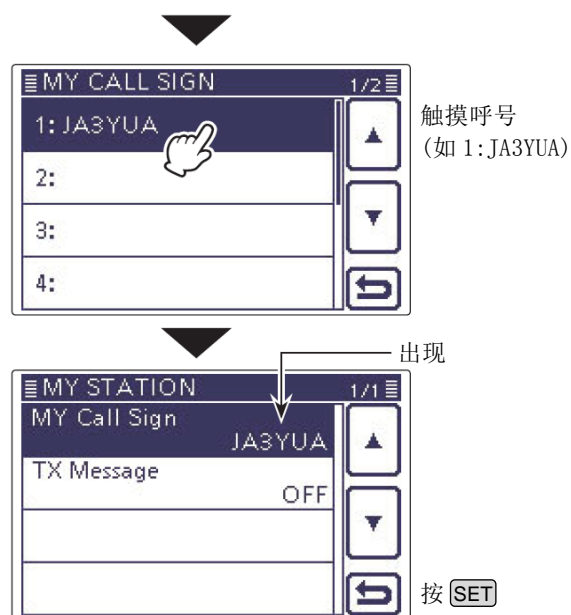 MY CALL SIGN 1/2
触摸呼号
1: JA3YUA
(如 1:JA3YUA)
2:
3:
4:
出现
MY STATION 1/1
MY Call Sign
JA3YUA
TX Message
OFF
按 SET